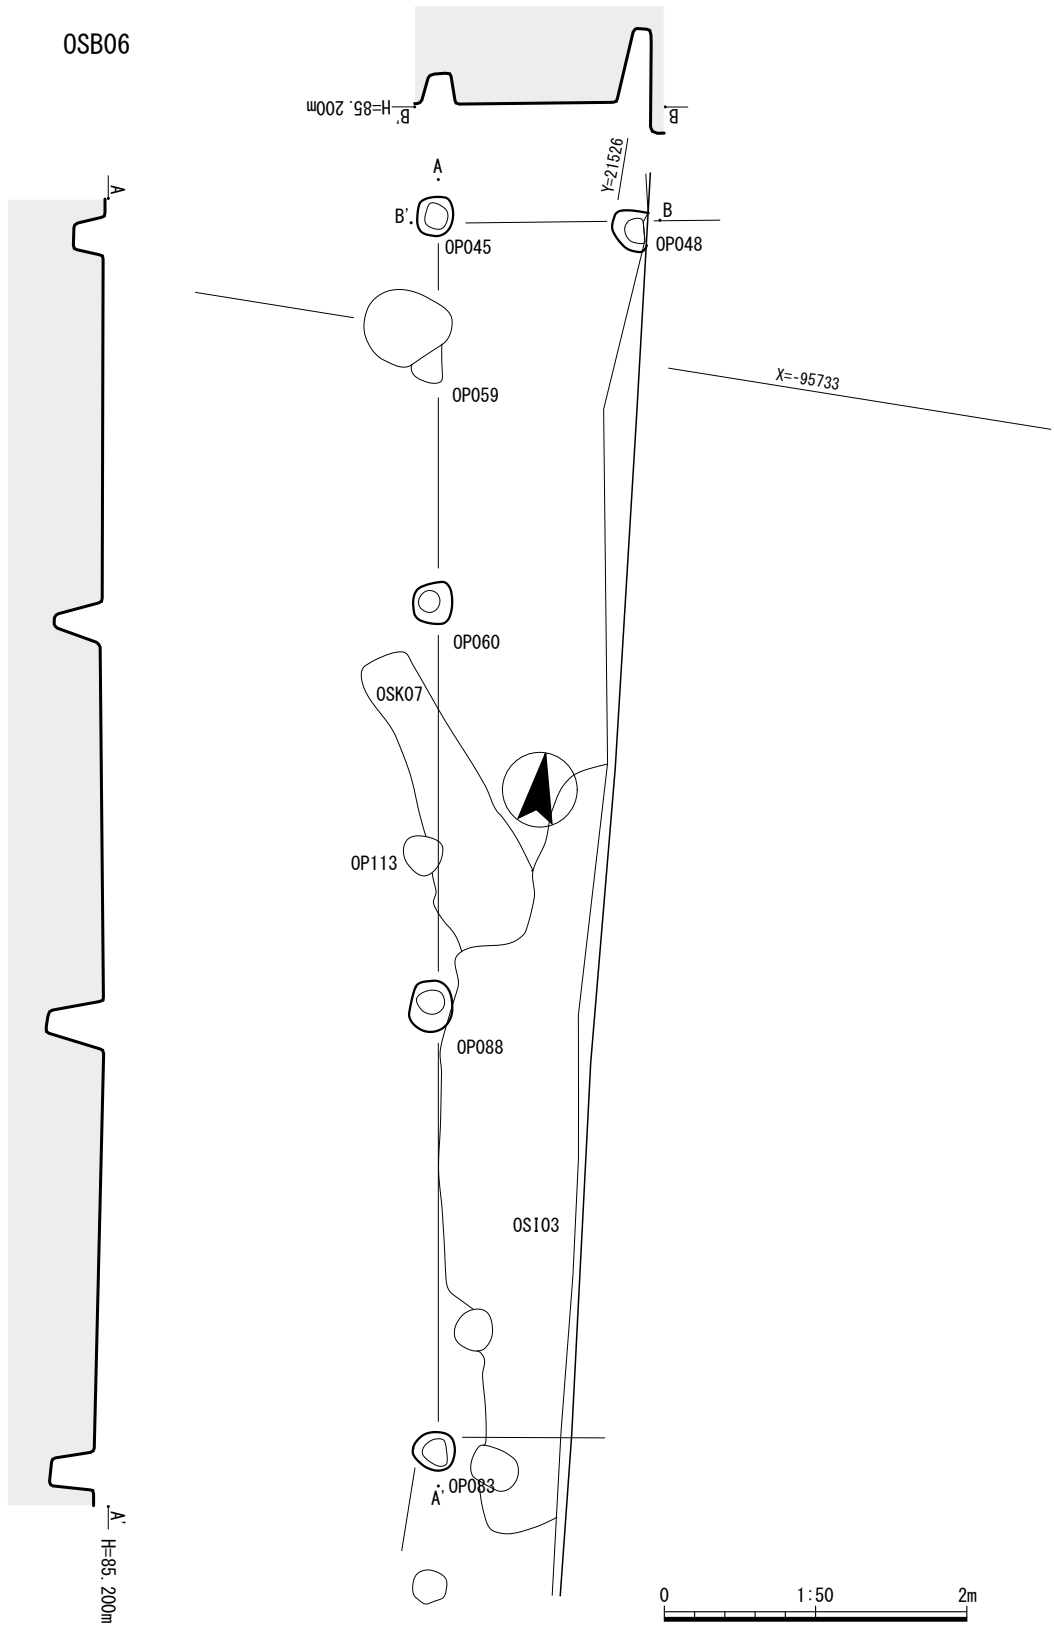 OSB06
H=85.200m
B'
B
Y=21526
A
A
B'
B
OP045
OP048
X=-95733
OP059
OP060
OSK07
OP113
OP088
OSI03
OP083
A'
A'
H=85.200m
0 1:50 2m